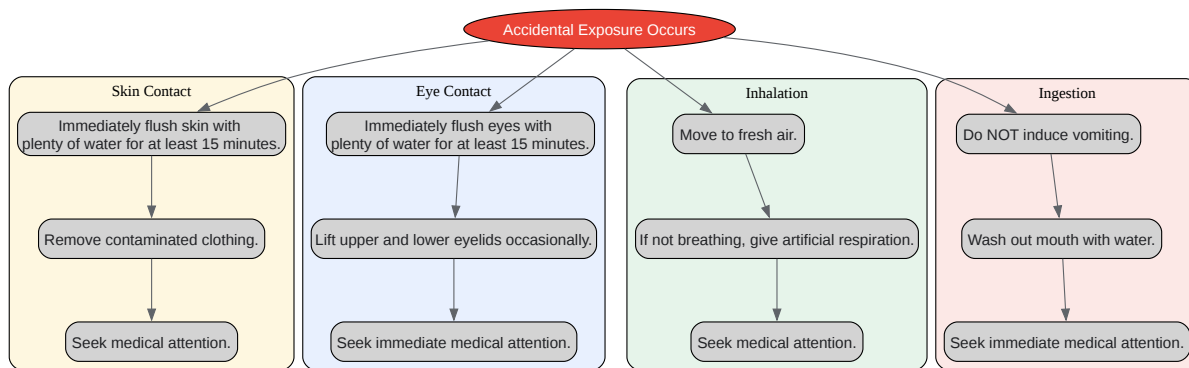 Accidental Exposure Occurs
Skin Contact
Immediately flush skin with
plenty of water for at least 15 minutes.
Remove contaminated clothing.
Seek medical attention.
Eye Contact
Immediately flush eyes with
plenty of water for at least 15 minutes.
Lift upper and lower eyelids occasionally.
Seek immediate medical attention.
Inhalation
Move to fresh air.
If not breathing, give artificial respiration.
Seek medical attention.
Ingestion
Do NOT induce vomiting.
Wash out mouth with water.
Seek immediate medical attention.